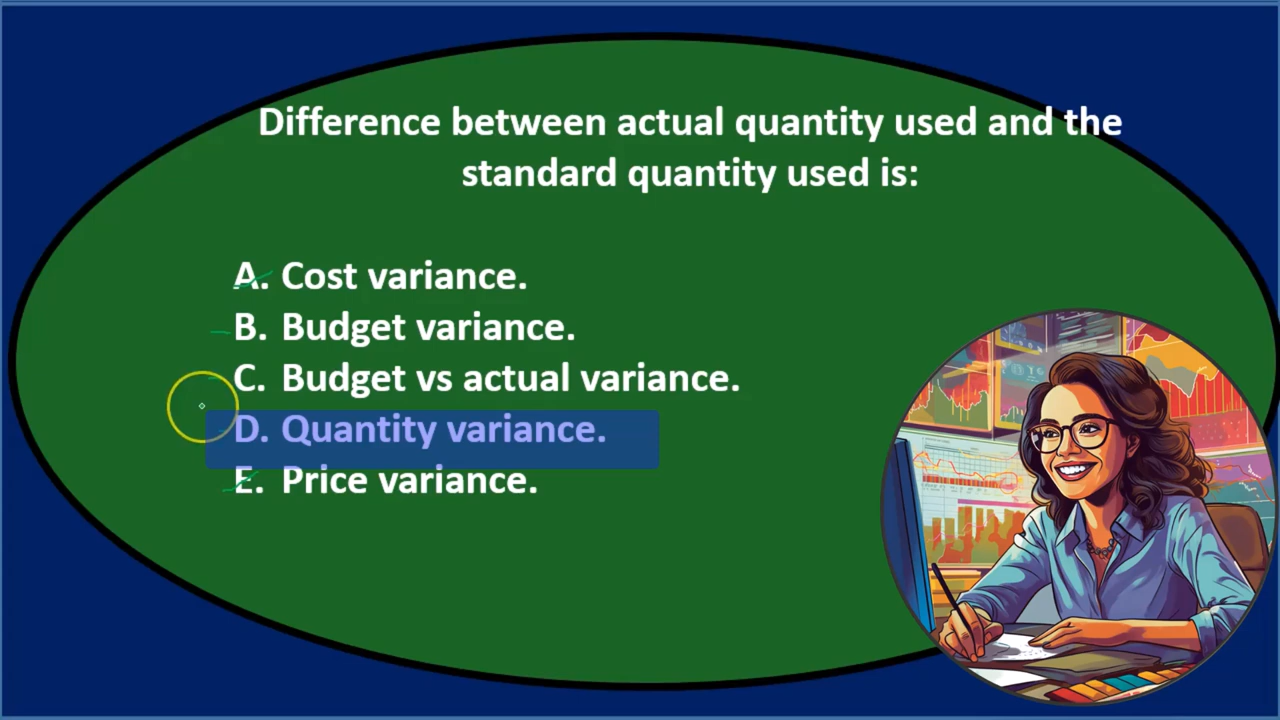 Difference between actual quantity used and the
standard quantity used is:
A. Cost variance.
B. Budget variance.
C. Budget vs actual variance.
D. Quantity variance.
E. Price variance.